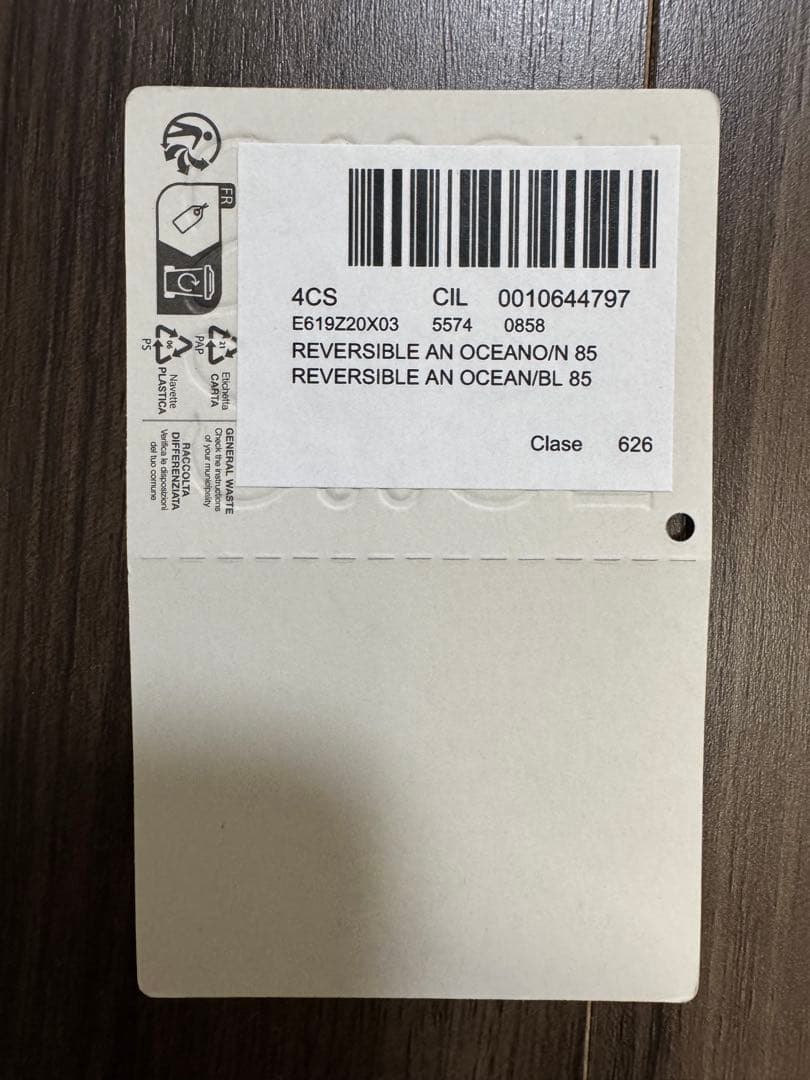 4CS CIL 0010644797
E619Z20X03 5574 0858
REVERSIBLE AN OCEANO/N 85
REVERSIBLE AN OCEAN/BL 85
Clase 626
FR
21
PAP
06
PS
Etichetta
CARTA
Navette
PLASTICA
GENERAL WASTE
Check the instructions
of your municipality
RACCOLTA
DIFFERENZIATA
Verifica le disposizioni
del tuo comune